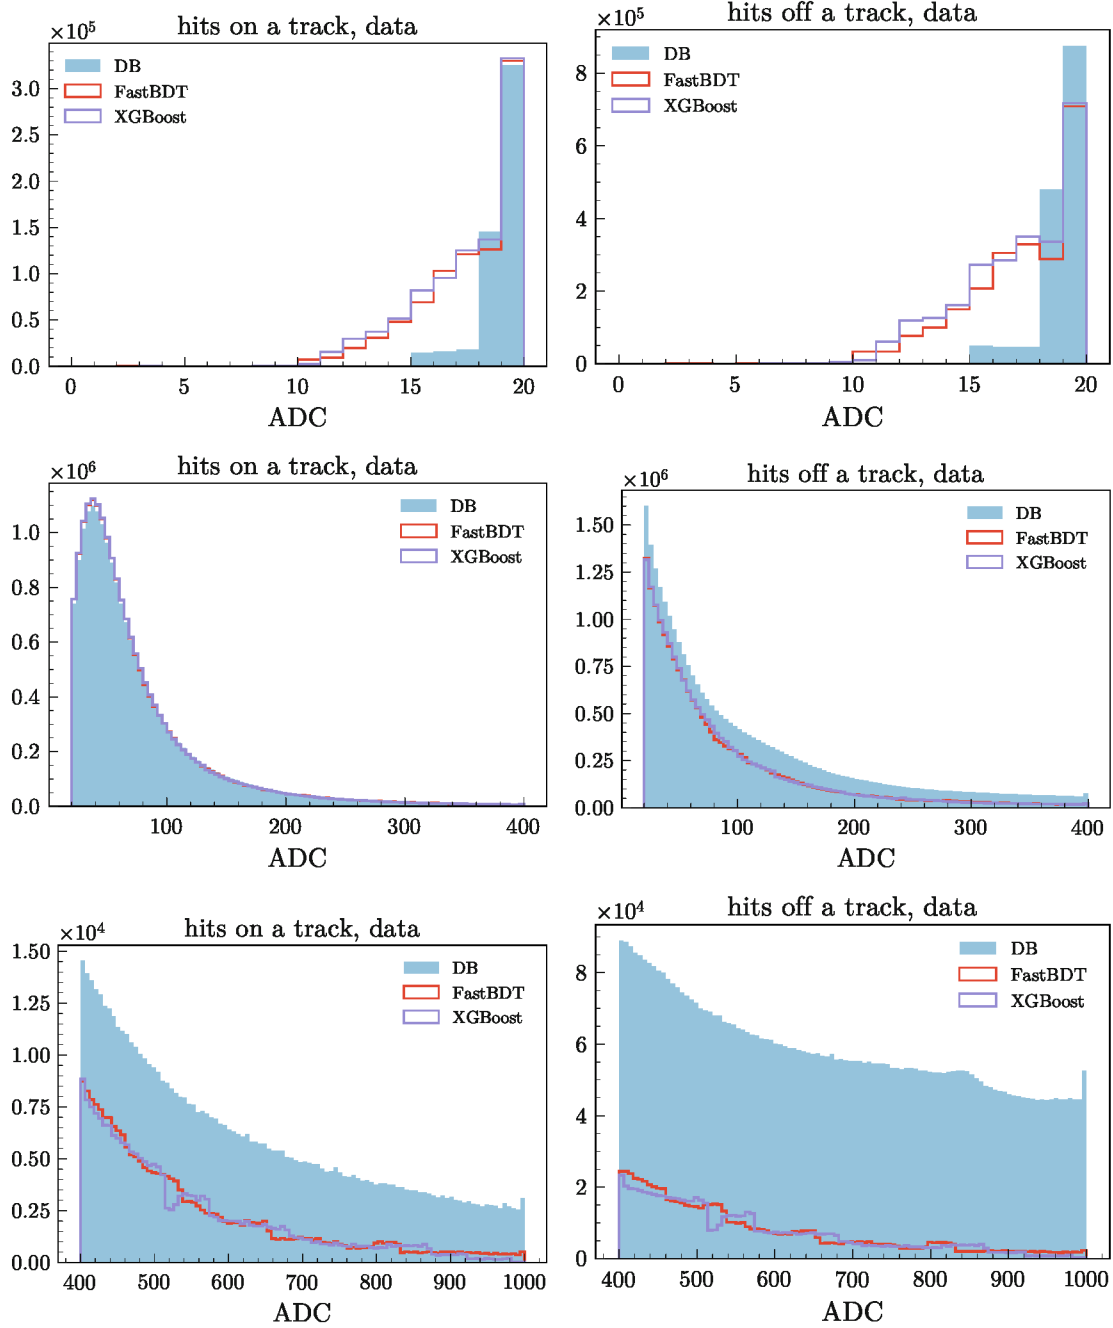 hits on a track, data
×10⁵
DB
FastBDT
XGBoost
3.0
2.5
2.0
1.5
1.0
0.5
0.0
0 5 10 15 20
ADC
hits off a track, data
×10⁵
DB
FastBDT
XGBoost
8
6
4
2
0
0 5 10 15 20
ADC
hits on a track, data
×10⁶
DB
FastBDT
XGBoost
1.0
0.8
0.6
0.4
0.2
0.0
100 200 300 400
ADC
hits off a track, data
×10⁶
DB
FastBDT
XGBoost
1.50
1.25
1.00
0.75
0.50
0.25
0.00
100 200 300 400
ADC
hits on a track, data
×10⁴
DB
FastBDT
XGBoost
1.50
1.25
1.00
0.75
0.50
0.25
0.00
400 500 600 700 800 900 1000
ADC
hits off a track, data
×10⁴
DB
FastBDT
XGBoost
8
6
4
2
0
400 500 600 700 800 900 1000
ADC